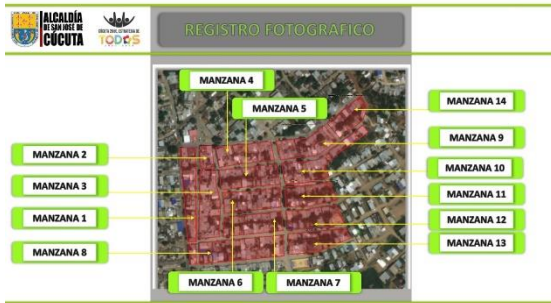 ALCALDÍA
DE SAN JOSÉ DE
CÚCUTA
TODOS
REGISTRO FOTOGRAFICO
MANZANA 4
MANZANA 5
MANZANA 14
MANZANA 9
MANZANA 2
MANZANA 10
MANZANA 3
MANZANA 11
MANZANA 1
MANZANA 12
MANZANA 8
MANZANA 13
MANZANA 6
MANZANA 7